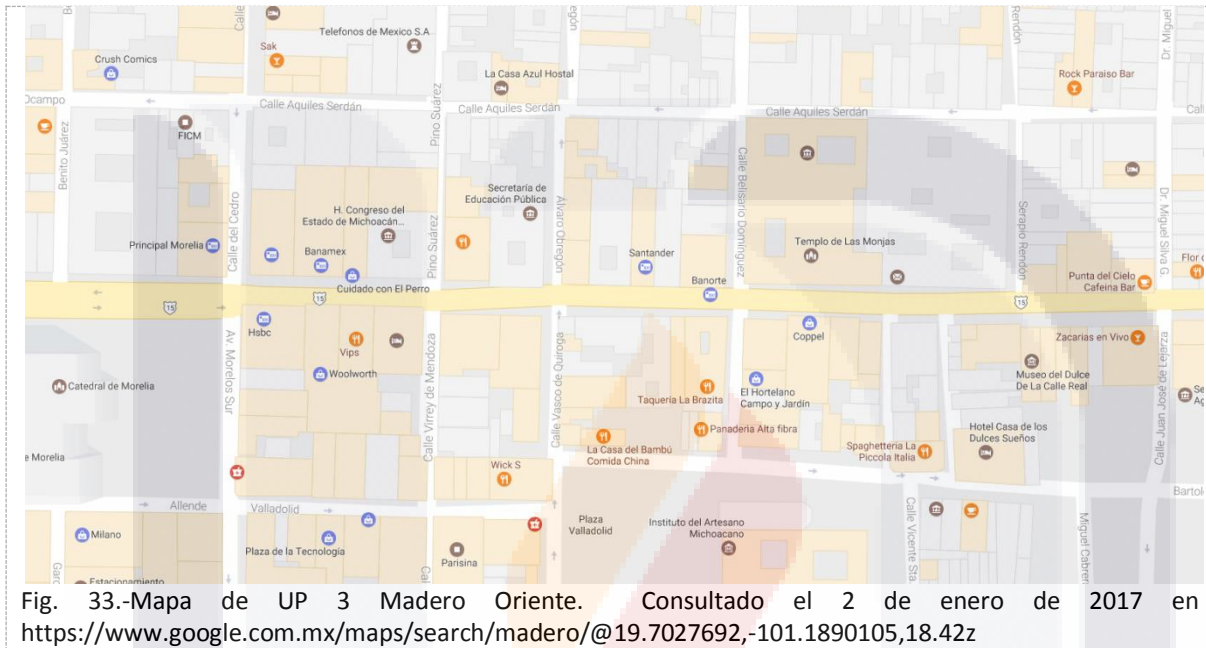 Calle
Sak
Telefonos de Mexico S.A
Crush Comics
Rendón
Dr. Miguel
La Casa Azul Hostal
Rock Paraiso Bar
Ocampo
Calle Aquiles Serdán
Calle Aquiles Serdán
Calle Aquiles Serdán
FICM
Benito Juárez
Pino Suárez
Secretaría de
Educación Pública
H. Congreso del
Estado de Michoacán...
Calle del Cedro
Pino Suárez
Álvaro Obregón
Calle Belisario Domínguez
Serapio Rendón
Dr. Miguel Silva G.
Principal Morelia
Banamex
Santander
Templo de Las Monjas
Cuidado con El Perro
Banorte
Punta del Cielo
Cafeina Bar
15
15
15
Hsbc
Vips
Woolworth
Coppel
Zacarias en Vivo
Catedral de Morelia
Av. Morelos Sur
Calle Virrey de Mendoza
Calle Vasco de Quiroga
Taqueria La Brazita
El Hortelano
Campo y Jardín
Museo del Dulce
De La Calle Real
Calle Juan José de Lejarza
Panaderia Alta fibra
La Casa del Bambú
Comida China
Spaghetteria La
Piccola Italia
Hotel Casa de los
Dulces Sueños
e Morelia
Wick S
Allende
Valladolid
Plaza
Valladolid
Instituto del Artesano
Michoacano
Calle Vicente Sta.
Miguel Cabrer
Milano
Plaza de la Tecnologia
Parisina
Estacionamiento
Fig. 33.-Mapa de UP 3 Madero Oriente. Consultado el 2 de enero de 2017 en
https://www.google.com.mx/maps/search/madero/@19.7027692,-101.1890105,18.42z